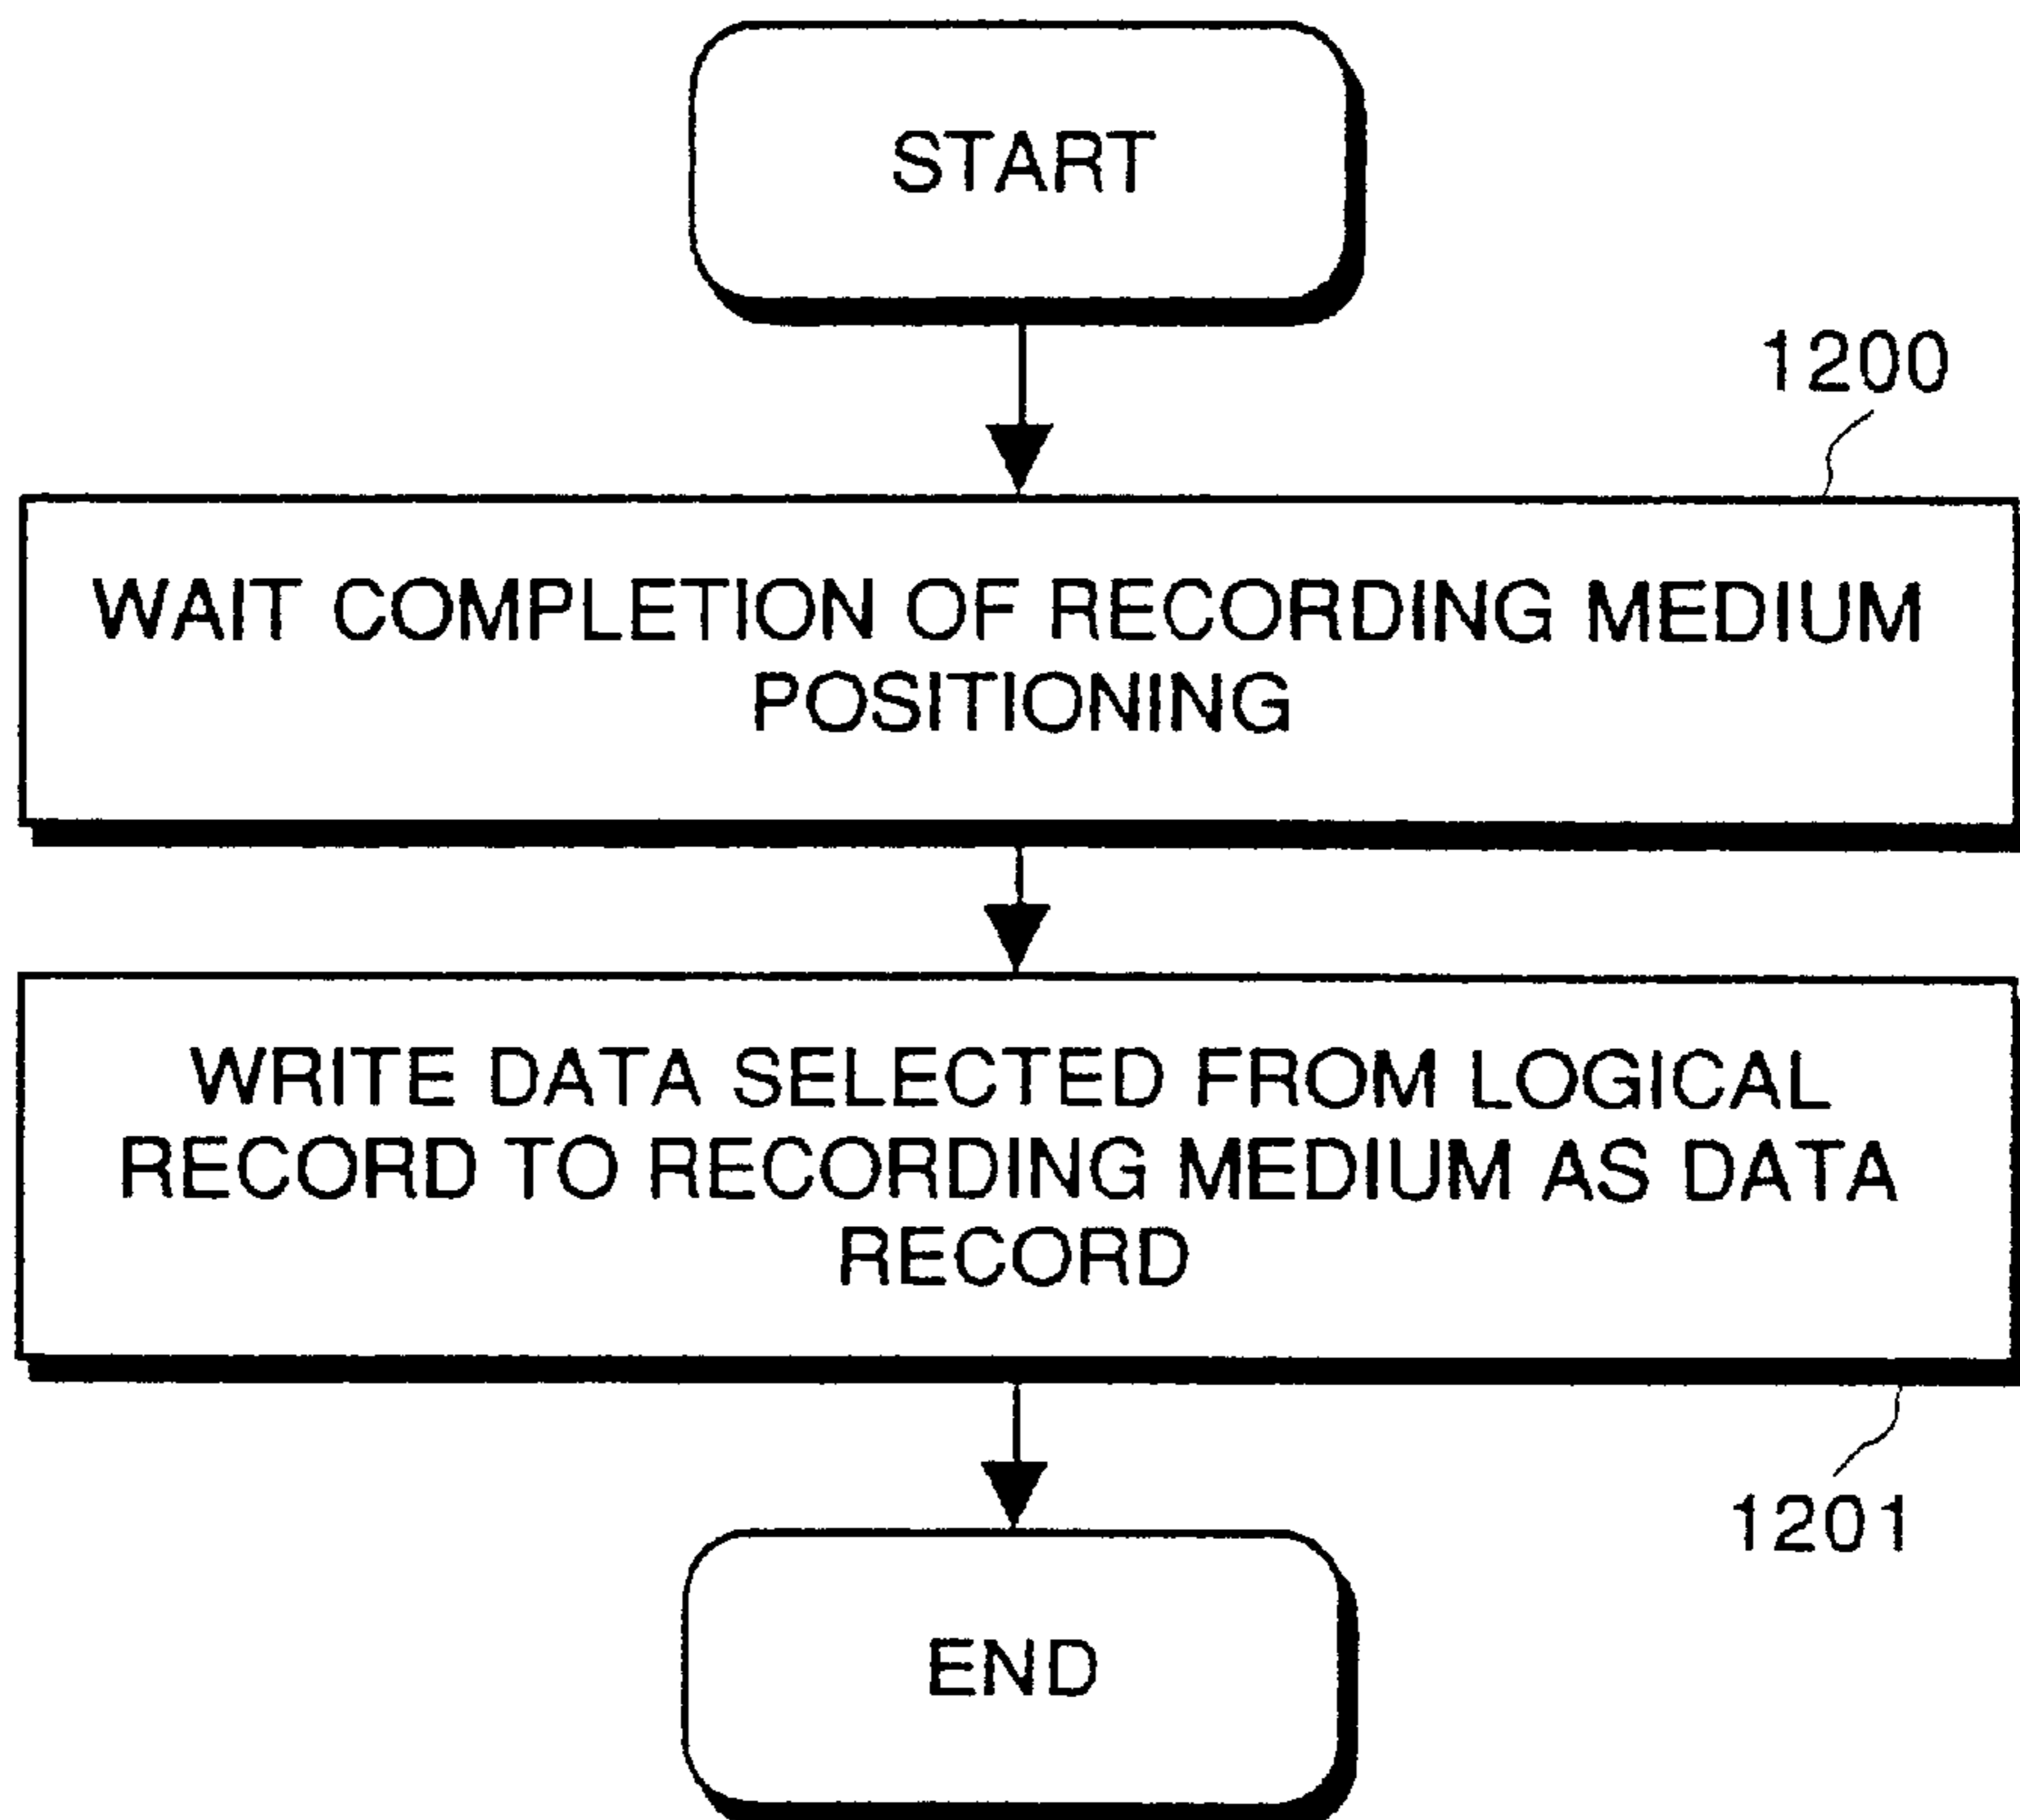 START
1200
WAIT COMPLETION OF RECORDING MEDIUM
POSITIONING
WRITE DATA SELECTED FROM LOGICAL
RECORD TO RECORDING MEDIUM AS DATA
RECORD
1201
END